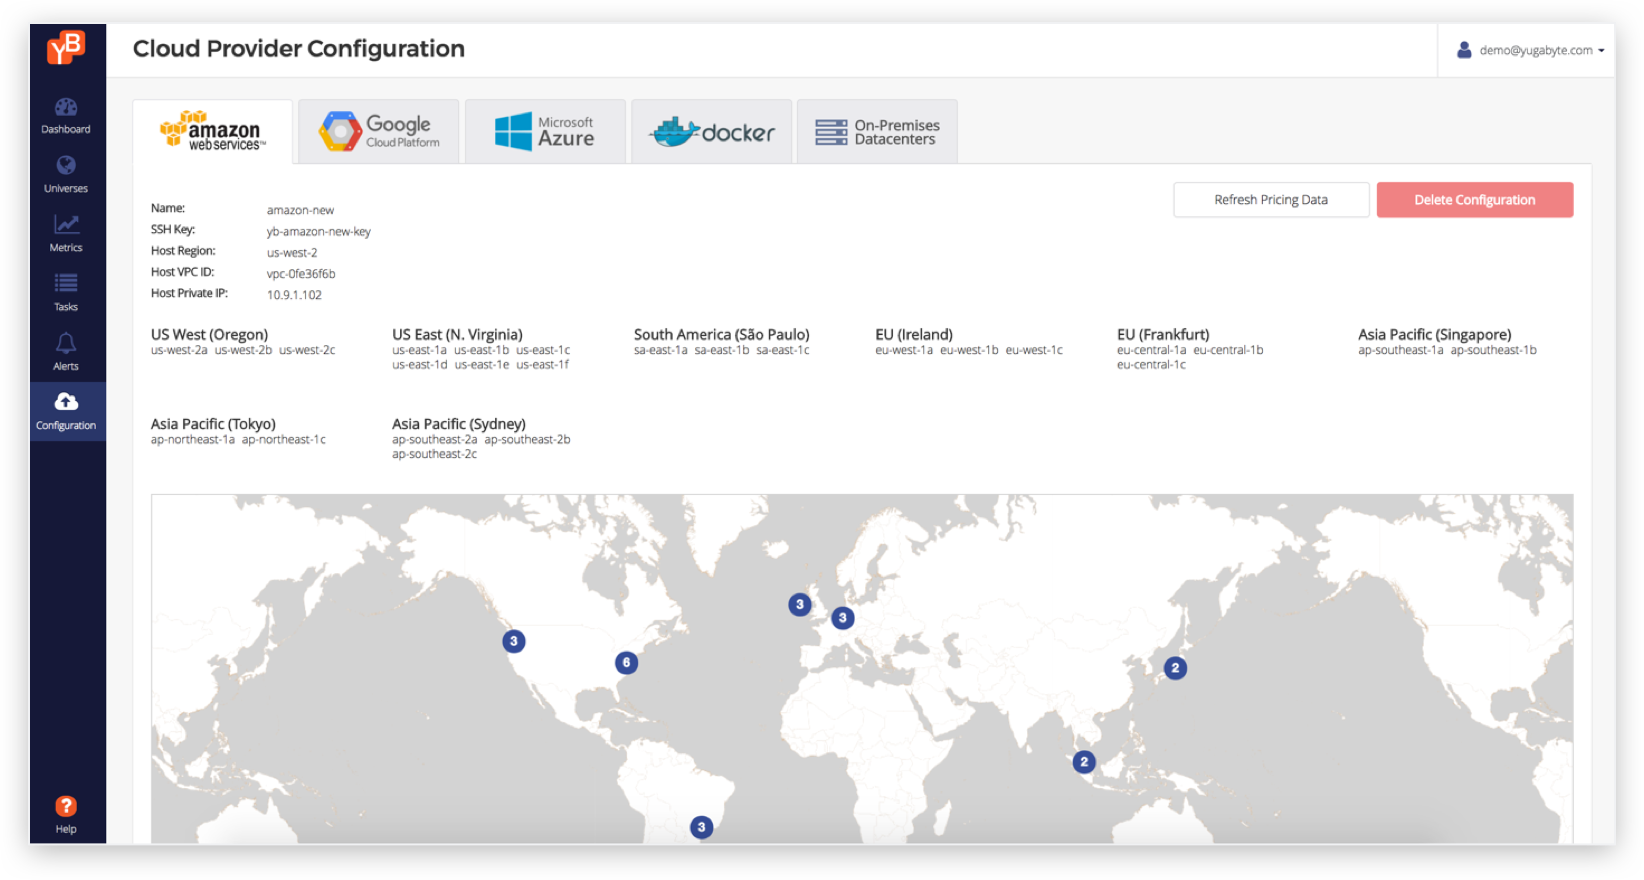 YB
Cloud Provider Configuration
demo@yugabyte.com
Dashboard
Universes
Metrics
Tasks
Alerts
Configuration
? Help
amazon
web services™
Google
Cloud Platform
Microsoft
Azure
docker
On-Premises
Datacenters
Refresh Pricing Data
Delete Configuration
Name: amazon-new
SSH Key: yb-amazon-new-key
Host Region: us-west-2
Host VPC ID: vpc-0fe36f6b
Host Private IP: 10.9.1.102
US West (Oregon)
us-west-2a us-west-2b us-west-2c
US East (N. Virginia)
us-east-1a us-east-1b us-east-1c
us-east-1d us-east-1e us-east-1f
South America (São Paulo)
sa-east-1a sa-east-1b sa-east-1c
EU (Ireland)
eu-west-1a eu-west-1b eu-west-1c
EU (Frankfurt)
eu-central-1a eu-central-1b
eu-central-1c
Asia Pacific (Singapore)
ap-southeast-1a ap-southeast-1b
Asia Pacific (Tokyo)
ap-northeast-1a ap-northeast-1c
Asia Pacific (Sydney)
ap-southeast-2a ap-southeast-2b
ap-southeast-2c
3
3
3
6
2
2
3